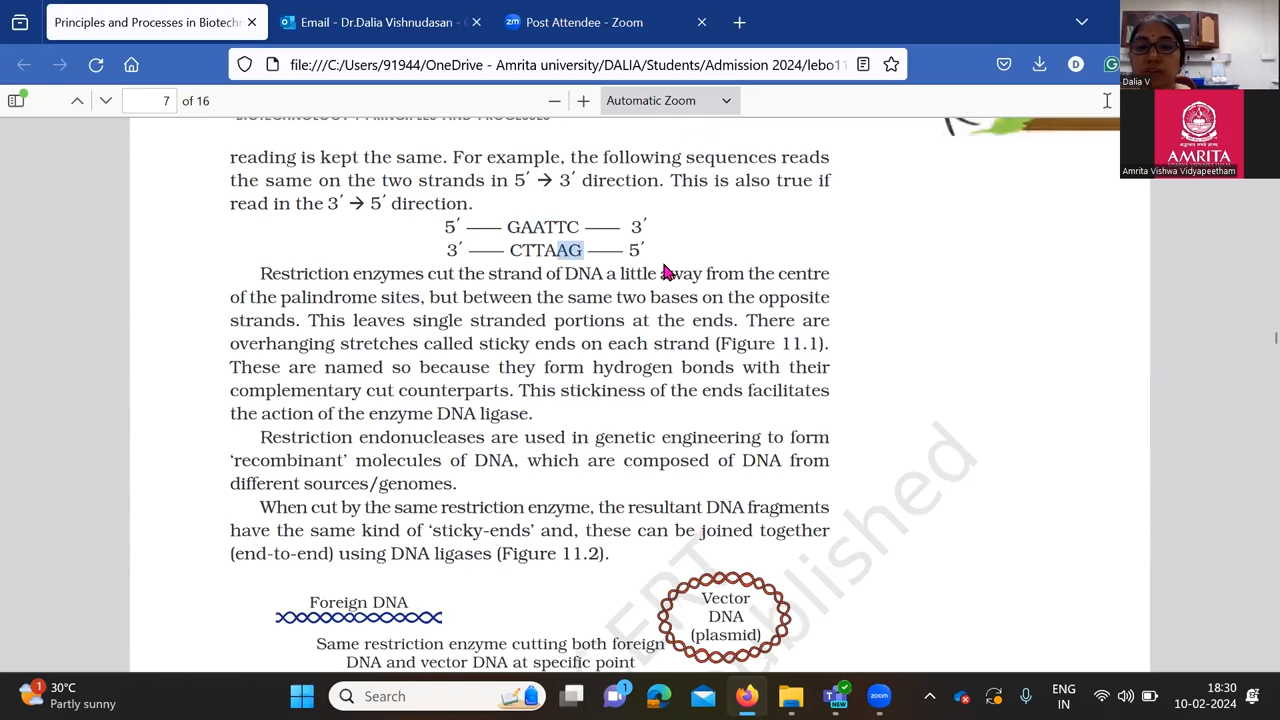 Principles and Processes in Biotechn
Email - Dr.Dalia Vishnudasan -
Post Attendee - Zoom
file:///C:/Users/91944/OneDrive - Amrita university/DALIA/Students/Admission 2024/lebo11
D
Dalia V
7 of 16
Automatic Zoom
AMRITA
Amrita Vishwa Vidyapeetham
BIOTECHNOLOGY : PRINCIPLES AND PROCESSES
reading is kept the same. For example, the following sequences reads
the same on the two strands in 5′ → 3′ direction. This is also true if
read in the 3′ → 5′ direction.
5′ —— GAATTC —— 3′
3′ —— CTTAAG —— 5′
Restriction enzymes cut the strand of DNA a little away from the centre
of the palindrome sites, but between the same two bases on the opposite
strands. This leaves single stranded portions at the ends. There are
overhanging stretches called sticky ends on each strand (Figure 11.1).
These are named so because they form hydrogen bonds with their
complementary cut counterparts. This stickiness of the ends facilitates
the action of the enzyme DNA ligase.
Restriction endonucleases are used in genetic engineering to form
‘recombinant’ molecules of DNA, which are composed of DNA from
different sources/genomes.
When cut by the same restriction enzyme, the resultant DNA fragments
have the same kind of ‘sticky-ends’ and, these can be joined together
(end-to-end) using DNA ligases (Figure 11.2).
Foreign DNA
Vector
DNA
(plasmid)
Same restriction enzyme cutting both foreign
DNA and vector DNA at specific point
30°C
Partly sunny
Search
ENG
IN
18:30
10-02-2024